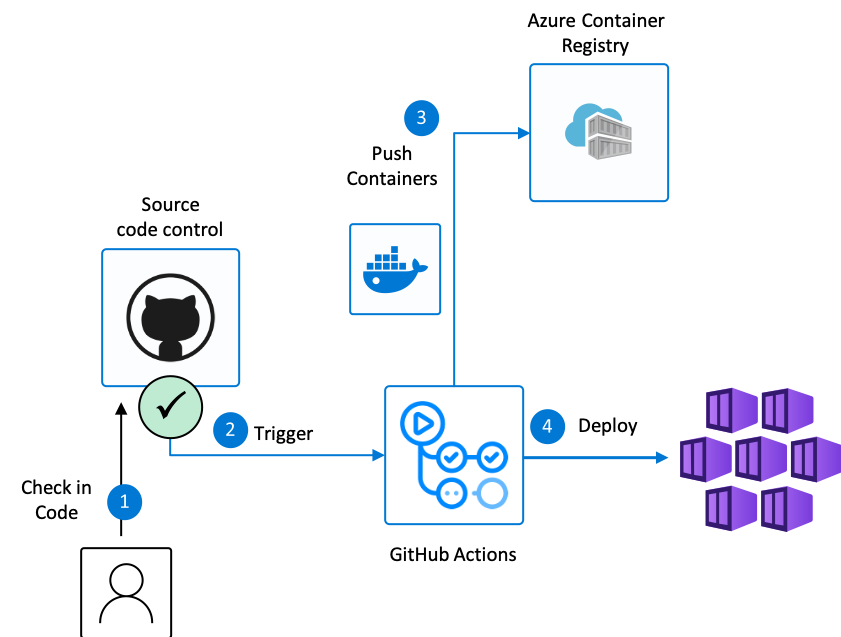 Azure Container
Registry
3
Push
Containers
Source
code control
2
Trigger
4
Deploy
Check in
Code
1
GitHub Actions